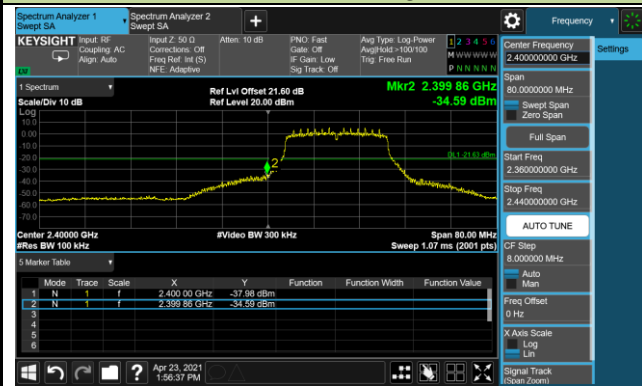 Spectrum Analyzer 1
Swept SA
Spectrum Analyzer 2
Swept SA
+
Frequency
KEYSIGHT
Input: RF
Coupling: AC
Align: Auto
Input Z: 50 Ω
Corrections: Off
Freq Ref: Int (S)
NFE: Adaptive
Atten: 10 dB
PNO: Fast
Gate: Off
IF Gain: Low
Sig Track: Off
Avg Type: Log-Power
Avg|Hold:>100/100
Trig: Free Run
1 2 3 4 5 6
M W W W W W
P N N N N N
Center Frequency
2.400000000 GHz
Settings
Span
80.0000000 MHz
Swept Span
Zero Span
Full Span
Start Freq
2.360000000 GHz
Stop Freq
2.440000000 GHz
AUTO TUNE
CF Step
8.000000 MHz
Auto
Man
Freq Offset
0 Hz
X Axis Scale
Log
Lin
Signal Track
(Span Zoom)
1 Spectrum
Scale/Div 10 dB
Ref Lvl Offset 21.60 dB
Ref Level 20.00 dBm
Mkr2 2.399 86 GHz
-34.59 dBm
Log
10.0
0.00
-10.0
-20.0
-30.0
-40.0
-50.0
-60.0
-70.0
2
DL1 -21.63 dBm
Center 2.40000 GHz
#Res BW 100 kHz
#Video BW 300 kHz
Span 80.00 MHz
Sweep 1.07 ms (2001 pts)
5 Marker Table
Mode Trace Scale X Y Function Function Width Function Value
1 N 1 f 2.400 00 GHz -37.98 dBm
2 N 1 f 2.399 86 GHz -34.59 dBm
3
4
5
6
?
Apr 23, 2021
1:56:37 PM